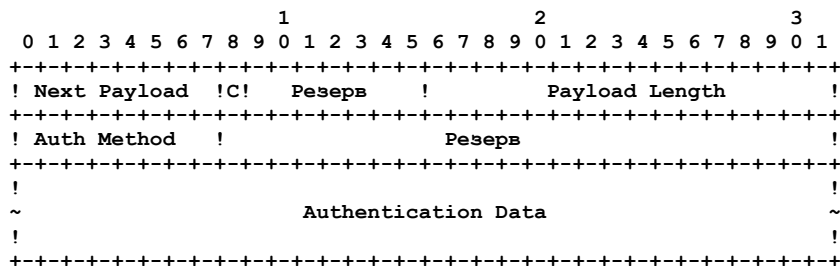 1                   2                   3
 0 1 2 3 4 5 6 7 8 9 0 1 2 3 4 5 6 7 8 9 0 1 2 3 4 5 6 7 8 9 0 1
+-+-+-+-+-+-+-+-+-+-+-+-+-+-+-+-+-+-+-+-+-+-+-+-+-+-+-+-+-+-+-+-+
! Next Payload  !C!   Резерв    !         Payload Length        !
+-+-+-+-+-+-+-+-+-+-+-+-+-+-+-+-+-+-+-+-+-+-+-+-+-+-+-+-+-+-+-+-+
! Auth Method   !                 Резерв                        !
+-+-+-+-+-+-+-+-+-+-+-+-+-+-+-+-+-+-+-+-+-+-+-+-+-+-+-+-+-+-+-+-+
!                                                               !
~                      Authentication Data                      ~
!                                                               !
+-+-+-+-+-+-+-+-+-+-+-+-+-+-+-+-+-+-+-+-+-+-+-+-+-+-+-+-+-+-+-+-+